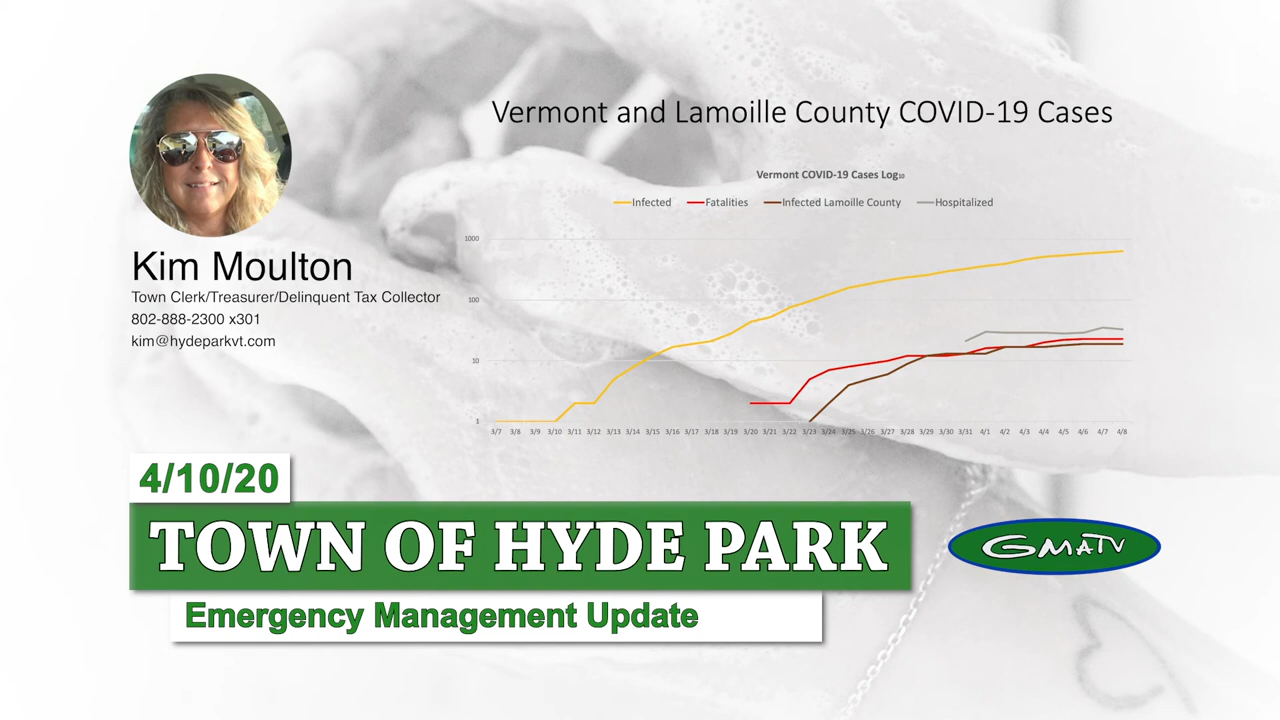 Vermont and Lamoille County COVID-19 Cases
Vermont COVID-19 Cases Log10
Infected Fatalities Infected Lamoille County Hospitalized
1000
100
10
1
3/7 3/8 3/9 3/10 3/11 3/12 3/13 3/14 3/15 3/16 3/17 3/18 3/19 3/20 3/21 3/22 3/23 3/24 3/25 3/26 3/27 3/28 3/29 3/30 3/31 4/1 4/2 4/3 4/4 4/5 4/6 4/7 4/8
Kim Moulton
Town Clerk/Treasurer/Delinquent Tax Collector
802-888-2300 x301
kim@hydeparkvt.com
4/10/20
TOWN OF HYDE PARK
GMATV
Emergency Management Update